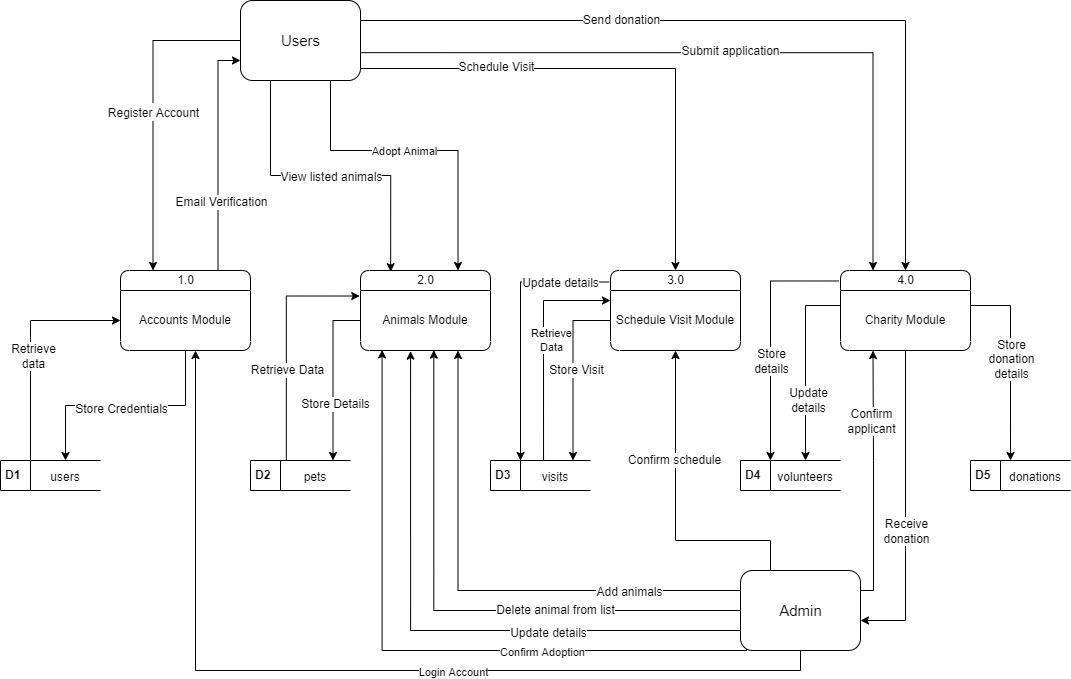 Send donation
Users
Submit application
Schedule Visit
Register Account
Adopt Animal
View listed animals
Email Verification
1.0
2.0
3.0
4.0
Update details
Accounts Module
Animals Module
Schedule Visit Module
Charity Module
Retrieve
data
Retrieve
Data
Store
donation
details
Store
details
Retrieve Data
Store Visit
Update
details
Store Details
Store Credentials
Confirm
applicant
Confirm schedule
D1
users
D2
pets
D3
visits
D4
volunteers
D5
donations
Receive
donation
Add animals
Delete animal from list
Admin
Update details
Confirm Adoption
Login Account